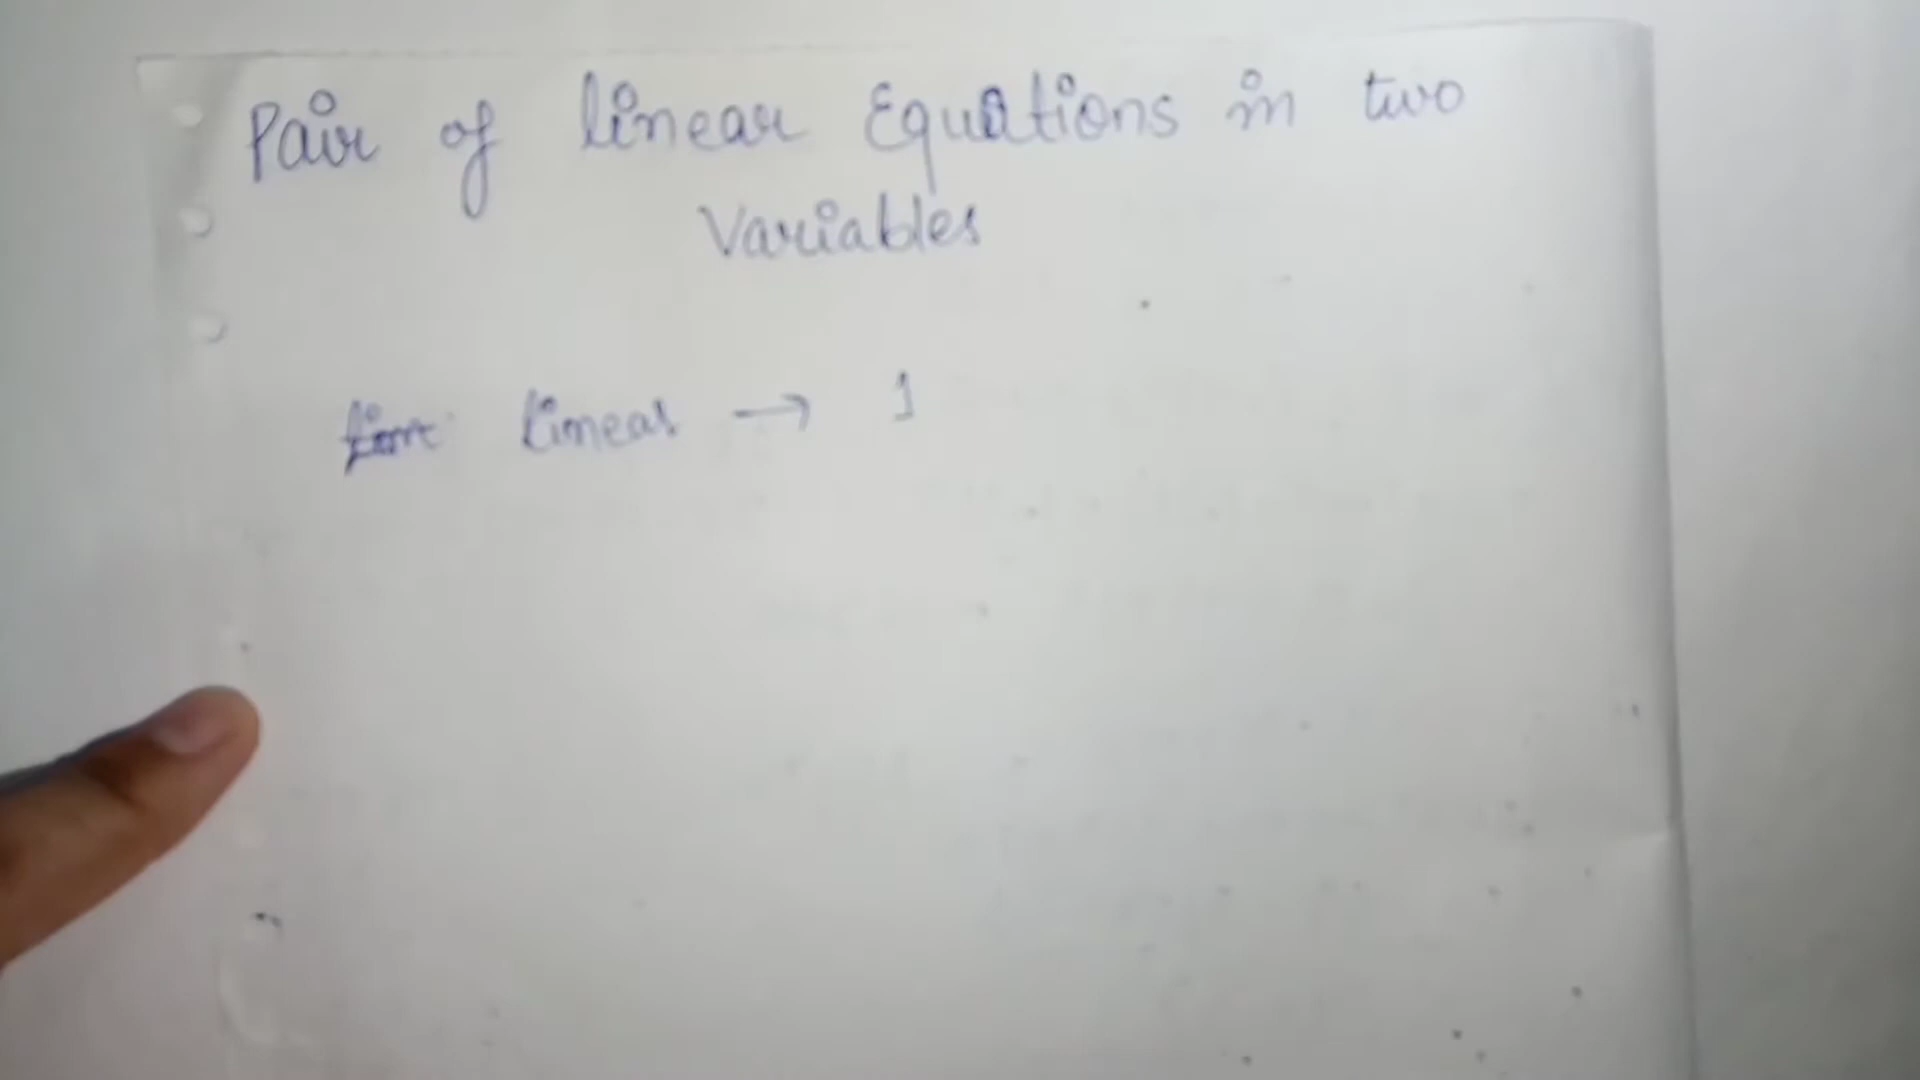 Pair of linear Equations in two
Variables
linear → 1